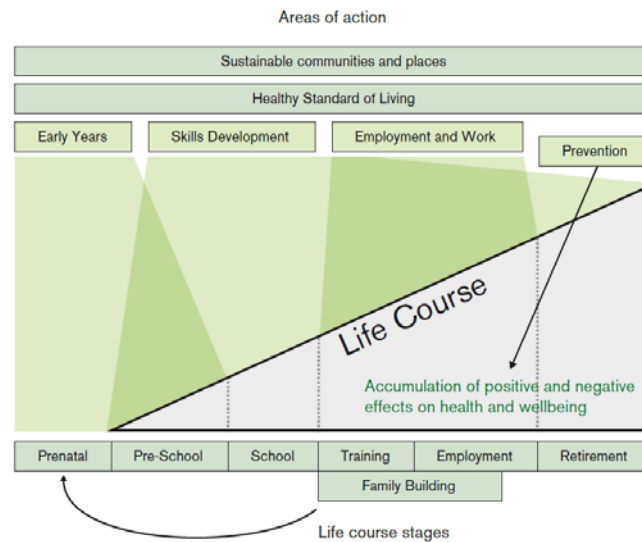 Areas of action
Sustainable communities and places
Healthy Standard of Living
Early Years
Skills Development
Employment and Work
Prevention
Life Course
Accumulation of positive and negative
effects on health and wellbeing
Prenatal
Pre-School
School
Training
Employment
Retirement
Family Building
Life course stages